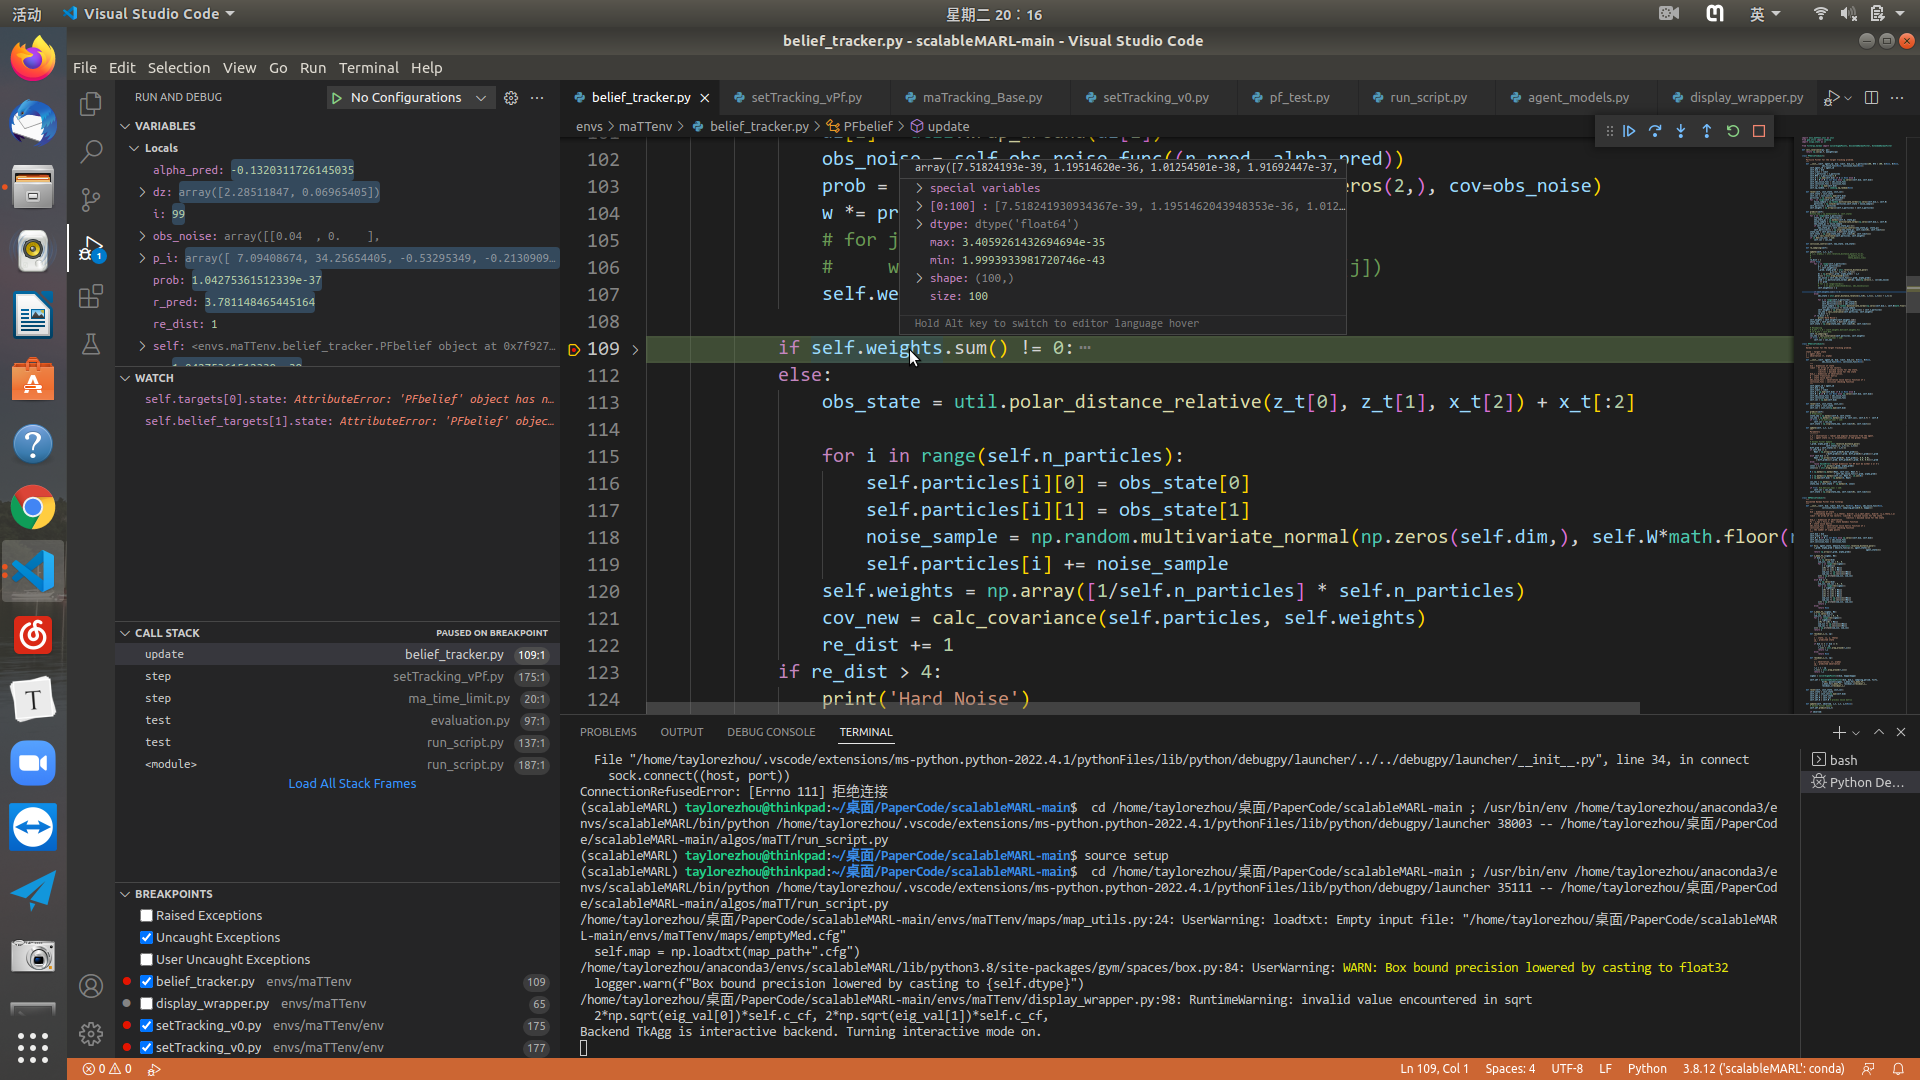 活动
Visual Studio Code
星期二 20：16
英
belief_tracker.py - scalableMARL-main - Visual Studio Code
File Edit Selection View Go Run Terminal Help
RUN AND DEBUG
No Configurations
VARIABLES
Locals
alpha_pred: -0.1320311726145035
dz: array([2.28511847, 0.06965405])
i: 99
obs_noise: array([[0.04  , 0.    ],
p_i: array([ 7.09408674, 34.25654405, -0.53295349, -0.2130909…
prob: 1.04275361512339e-37
r_pred: 3.781148465445164
re_dist: 1
self: <envs.maTTenv.belief_tracker.PFbelief object at 0x7f927…
WATCH
self.targets[0].state: AttributeError: 'PFbelief' object has n…
self.belief_targets[1].state: AttributeError: 'PFbelief' objec…
CALL STACK
PAUSED ON BREAKPOINT
update belief_tracker.py 109:1
step setTracking_vPf.py 175:1
step ma_time_limit.py 20:1
test evaluation.py 97:1
test run_script.py 137:1
<module> run_script.py 187:1
Load All Stack Frames
BREAKPOINTS
Raised Exceptions
Uncaught Exceptions
User Uncaught Exceptions
belief_tracker.py envs/maTTenv 109
display_wrapper.py envs/maTTenv 65
setTracking_v0.py envs/maTTenv/env 175
setTracking_v0.py envs/maTTenv/env 177
belief_tracker.py
setTracking_vPf.py
maTracking_Base.py
setTracking_v0.py
pf_test.py
run_script.py
agent_models.py
display_wrapper.py
envs > maTTenv > belief_tracker.py > PFbelief > update
102 obs_noise = self.obs_noise_func((r_pred, alpha_pred))
103 prob = eros(2,), cov=obs_noise)
104 w *= pr
105 # for j
106 # w j])
107 self.we
108
109 if self.weights.sum() != 0:⋯
112 else:
113 obs_state = util.polar_distance_relative(z_t[0], z_t[1], x_t[2]) + x_t[:2]
114
115 for i in range(self.n_particles):
116 self.particles[i][0] = obs_state[0]
117 self.particles[i][1] = obs_state[1]
118 noise_sample = np.random.multivariate_normal(np.zeros(self.dim,), self.W*math.floor(
119 self.particles[i] += noise_sample
120 self.weights = np.array([1/self.n_particles] * self.n_particles)
121 cov_new = calc_covariance(self.particles, self.weights)
122 re_dist += 1
123 if re_dist > 4:
124 print('Hard Noise')
array([7.51824193e-39, 1.19514620e-36, 1.01254501e-38, 1.91692447e-37,
special variables
[0:100] : [7.518241930934367e-39, 1.1951462043948353e-36, 1.012…
dtype: dtype('float64')
max: 3.4059261432694694e-35
min: 1.9993933981720746e-43
shape: (100,)
size: 100
Hold Alt key to switch to editor language hover
PROBLEMS OUTPUT DEBUG CONSOLE TERMINAL
File "/home/taylorezhou/.vscode/extensions/ms-python.python-2022.4.1/pythonFiles/lib/python/debugpy/launcher/../../debugpy/launcher/__init__.py", line 34, in connect
sock.connect((host, port))
ConnectionRefusedError: [Errno 111] 拒绝连接
(scalableMARL) taylorezhou@thinkpad:~/桌面/PaperCode/scalableMARL-main$  cd /home/taylorezhou/桌面/PaperCode/scalableMARL-main ; /usr/bin/env /home/taylorezhou/anaconda3/e
nvs/scalableMARL/bin/python /home/taylorezhou/.vscode/extensions/ms-python.python-2022.4.1/pythonFiles/lib/python/debugpy/launcher 38003 -- /home/taylorezhou/桌面/PaperCod
e/scalableMARL-main/algos/maTT/run_script.py
(scalableMARL) taylorezhou@thinkpad:~/桌面/PaperCode/scalableMARL-main$ source setup
(scalableMARL) taylorezhou@thinkpad:~/桌面/PaperCode/scalableMARL-main$  cd /home/taylorezhou/桌面/PaperCode/scalableMARL-main ; /usr/bin/env /home/taylorezhou/anaconda3/e
nvs/scalableMARL/bin/python /home/taylorezhou/.vscode/extensions/ms-python.python-2022.4.1/pythonFiles/lib/python/debugpy/launcher 35111 -- /home/taylorezhou/桌面/PaperCod
e/scalableMARL-main/algos/maTT/run_script.py
/home/taylorezhou/桌面/PaperCode/scalableMARL-main/envs/maTTenv/maps/map_utils.py:24: UserWarning: loadtxt: Empty input file: "/home/taylorezhou/桌面/PaperCode/scalableMAR
L-main/envs/maTTenv/maps/emptyMed.cfg"
self.map = np.loadtxt(map_path+".cfg")
/home/taylorezhou/anaconda3/envs/scalableMARL/lib/python3.8/site-packages/gym/spaces/box.py:84: UserWarning: WARN: Box bound precision lowered by casting to float32
logger.warn(f"Box bound precision lowered by casting to {self.dtype}")
/home/taylorezhou/桌面/PaperCode/scalableMARL-main/envs/maTTenv/display_wrapper.py:98: RuntimeWarning: invalid value encountered in sqrt
2*np.sqrt(eig_val[0])*self.c_cf, 2*np.sqrt(eig_val[1])*self.c_cf,
Backend TkAgg is interactive backend. Turning interactive mode on.
bash
Python De…
0 0
Ln 109, Col 1 Spaces: 4 UTF-8 LF Python 3.8.12 ('scalableMARL': conda)